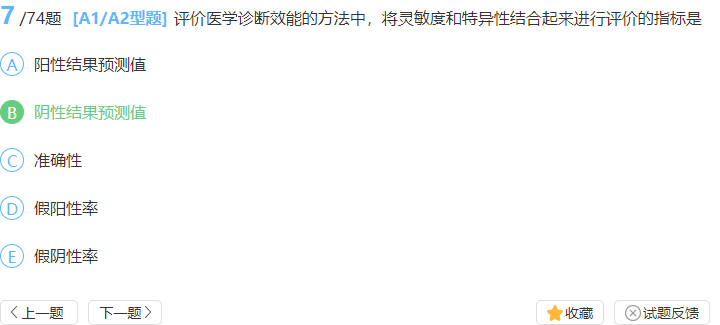 7 /74题 [A1/A2型题] 评价医学诊断效能的方法中，将灵敏度和特异性结合起来进行评价的指标是
A 阳性结果预测值
B 阴性结果预测值
C 准确性
D 假阳性率
E 假阴性率
上一题 下一题 收藏 试题反馈